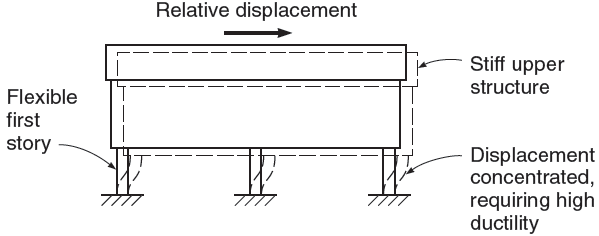 Relative displacement
Stiff upper
structure
Flexible
first
story
Displacement
concentrated,
requiring high
ductility